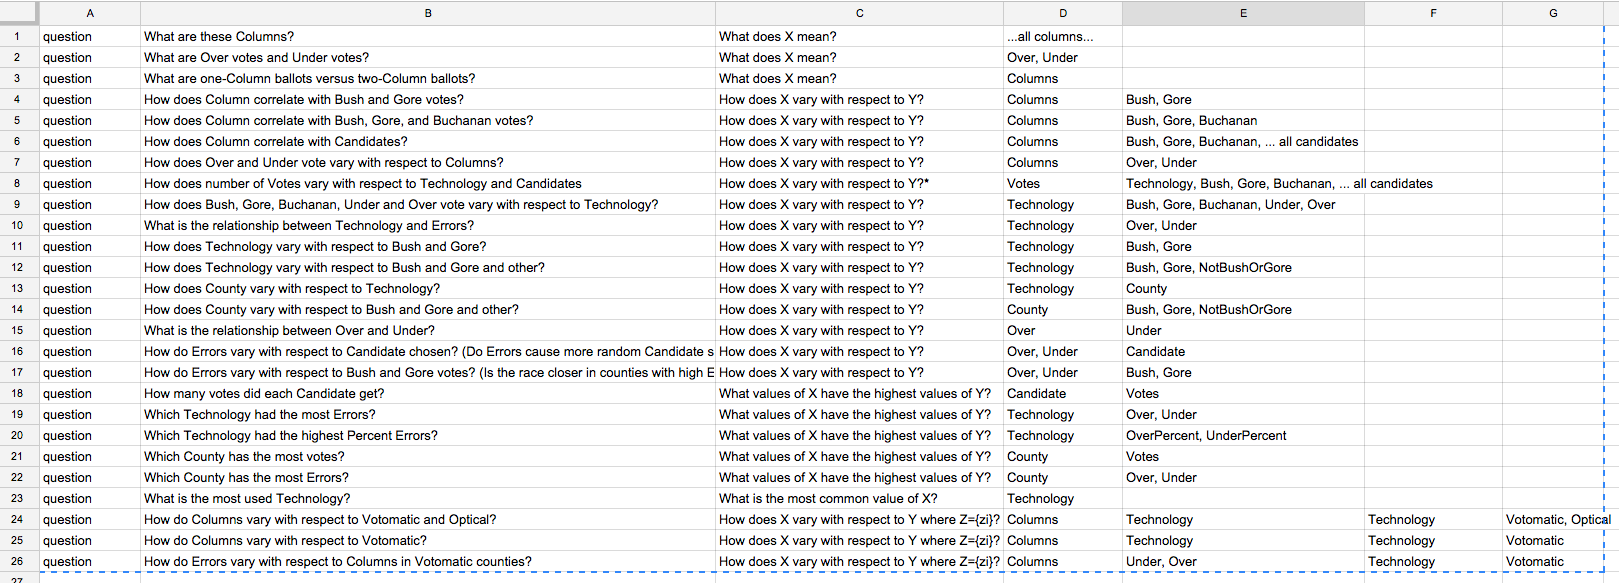 A B C D E F G
1 question What are these Columns? What does X mean? ...all columns...
2 question What are Over votes and Under votes? What does X mean? Over, Under
3 question What are one-Column ballots versus two-Column ballots? What does X mean? Columns
4 question How does Column correlate with Bush and Gore votes? How does X vary with respect to Y? Columns Bush, Gore
5 question How does Column correlate with Bush, Gore, and Buchanan votes? How does X vary with respect to Y? Columns Bush, Gore, Buchanan
6 question How does Column correlate with Candidates? How does X vary with respect to Y? Columns Bush, Gore, Buchanan, ... all candidates
7 question How does Over and Under vote vary with respect to Columns? How does X vary with respect to Y? Columns Over, Under
8 question How does number of Votes vary with respect to Technology and Candidates How does X vary with respect to Y?* Votes Technology, Bush, Gore, Buchanan, ... all candidates
9 question How does Bush, Gore, Buchanan, Under and Over vote vary with respect to Technology? How does X vary with respect to Y? Technology Bush, Gore, Buchanan, Under, Over
10 question What is the relationship between Technology and Errors? How does X vary with respect to Y? Technology Over, Under
11 question How does Technology vary with respect to Bush and Gore? How does X vary with respect to Y? Technology Bush, Gore
12 question How does Technology vary with respect to Bush and Gore and other? How does X vary with respect to Y? Technology Bush, Gore, NotBushOrGore
13 question How does County vary with respect to Technology? How does X vary with respect to Y? Technology County
14 question How does County vary with respect to Bush and Gore and other? How does X vary with respect to Y? County Bush, Gore, NotBushOrGore
15 question What is the relationship between Over and Under? How does X vary with respect to Y? Over Under
16 question How do Errors vary with respect to Candidate chosen? (Do Errors cause more random Candidate s How does X vary with respect to Y? Over, Under Candidate
17 question How do Errors vary with respect to Bush and Gore votes? (Is the race closer in counties with high E How does X vary with respect to Y? Over, Under Bush, Gore
18 question How many votes did each Candidate get? What values of X have the highest values of Y? Candidate Votes
19 question Which Technology had the most Errors? What values of X have the highest values of Y? Technology Over, Under
20 question Which Technology had the highest Percent Errors? What values of X have the highest values of Y? Technology OverPercent, UnderPercent
21 question Which County has the most votes? What values of X have the highest values of Y? County Votes
22 question Which County has the most Errors? What values of X have the highest values of Y? County Over, Under
23 question What is the most used Technology? What is the most common value of X? Technology
24 question How do Columns vary with respect to Votomatic and Optical? How does X vary with respect to Y where Z={zi}? Columns Technology Technology Votomatic, Optical
25 question How do Columns vary with respect to Votomatic? How does X vary with respect to Y where Z={zi}? Columns Technology Technology Votomatic
26 question How do Errors vary with respect to Columns in Votomatic counties? How does X vary with respect to Y where Z={zi}? Columns Under, Over Technology Votomatic
27